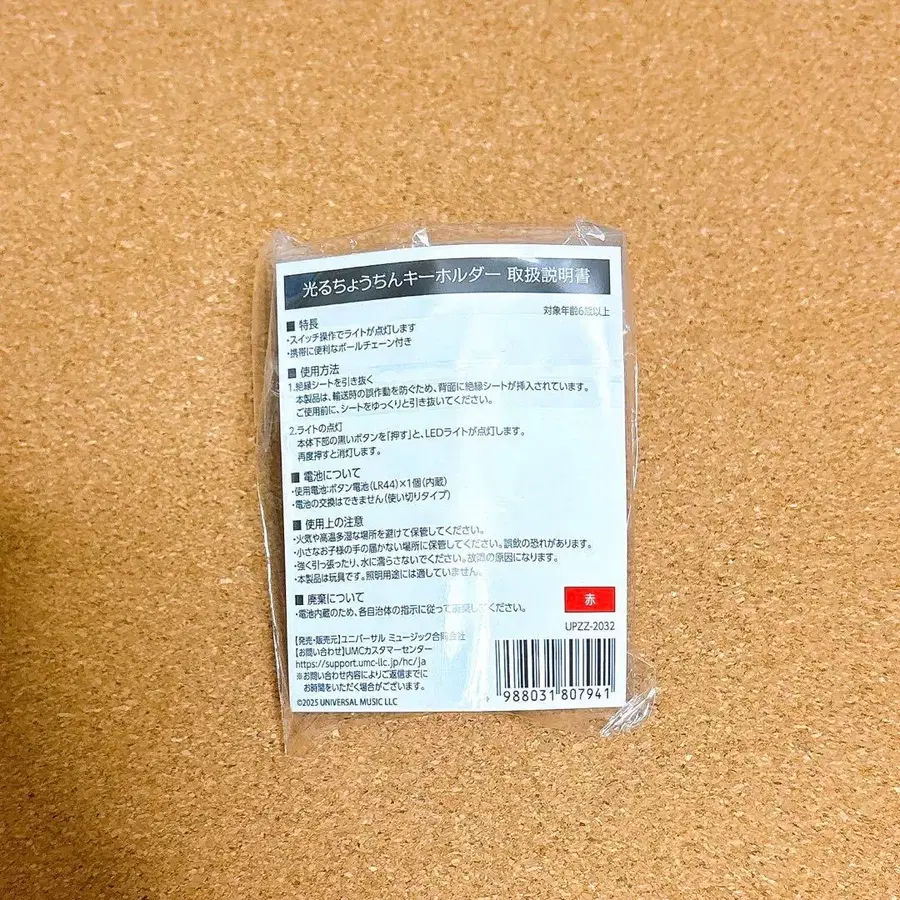 光るちょうちんキーホルダー 取扱説明書
対象年齢6歳以上
■ 特長
・スイッチ操作でライトが点灯します
・携帯に便利なボールチェーン付き
■ 使用方法
1.絶縁シートを引き抜く
本製品は、輸送時の誤作動を防ぐため、背面に絶縁シートが挿入されています。
ご使用前に、シートをゆっくりと引き抜いてください。
2.ライトの点灯
本体下部の黒いボタンを「押す」と、LEDライトが点灯します。
再度押すと消灯します。
■ 電池について
・使用電池:ボタン電池(LR44)×1個(内蔵)
・電池の交換はできません(使い切りタイプ)
■ 使用上の注意
・火気や高温多湿な場所を避けて保管してください。
・小さなお子様の手の届かない場所に保管してください。誤飲の恐れがあります。
・強く引っ張ったり、水に濡らさないでください。故障の原因になります。
・本製品は玩具です。照明用途には適していません。
■ 廃棄について
・電池内蔵のため、各自治体の指示に従って廃棄してください。
赤
UPZZ-2032
【発売・販売元】ユニバーサル ミュージック合同会社
【お問い合わせ】UMCカスタマーセンター
https://support.umc-llc.jp/hc/ja
※お問い合わせ内容によりご返信までに
お時間をいただく場合がございます。
©2025 UNIVERSAL MUSIC LLC
988031 807941